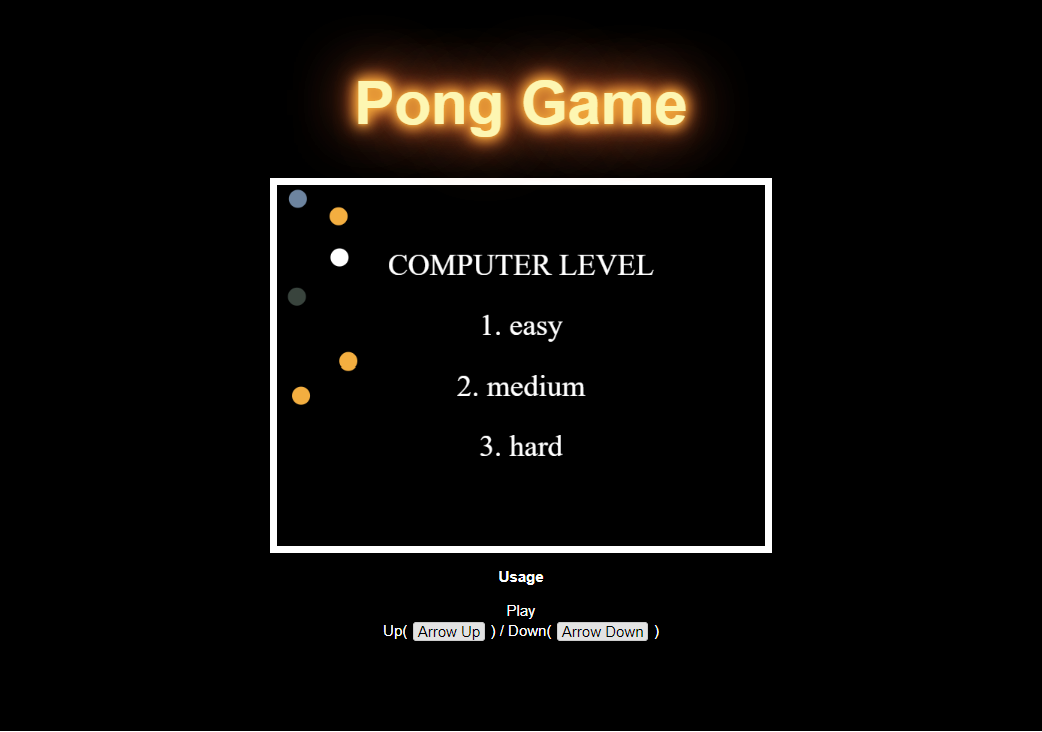 Pong Game
COMPUTER LEVEL
1. easy
2. medium
3. hard
Usage
Play
Up( Arrow Up ) / Down( Arrow Down )